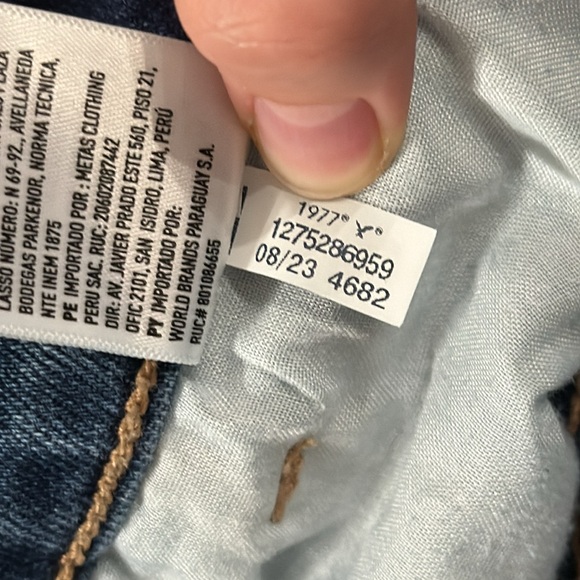 LASSO NUMERO: N 69-92., AVELLANEDA
BODEGAS PARKENOR, NORMA TECNICA,
NTE INEM 1875
PE IMPORTADO POR: METAS CLOTHING
PERU SAC, RUC: 20602087442
DIR: AV. JAVIER PRADO ESTE 560, PISO 21,
OFIC 2101, SAN ISIDRO, LIMA, PERÚ
PY IMPORTADO POR:
WORLD BRANDS PARAGUAY S.A.
RUC# 801086655
1977®
1275286959
08/23 4682